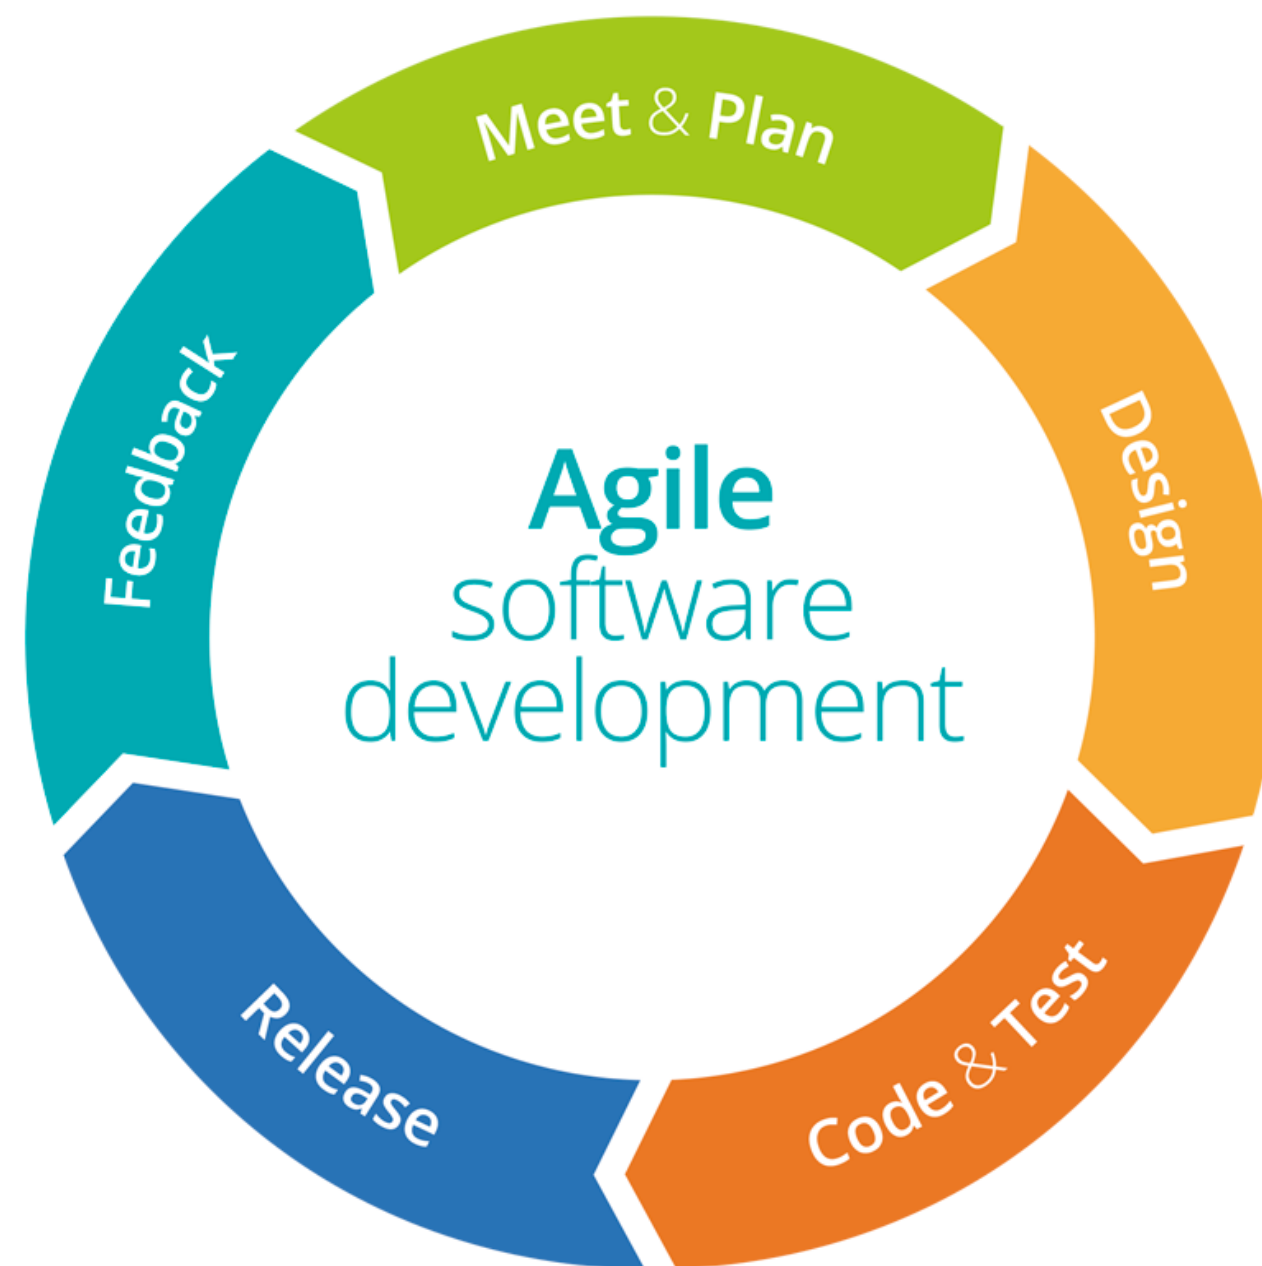 Meet & Plan
Design
Code & Test
Release
Feedback
Agile
software
development